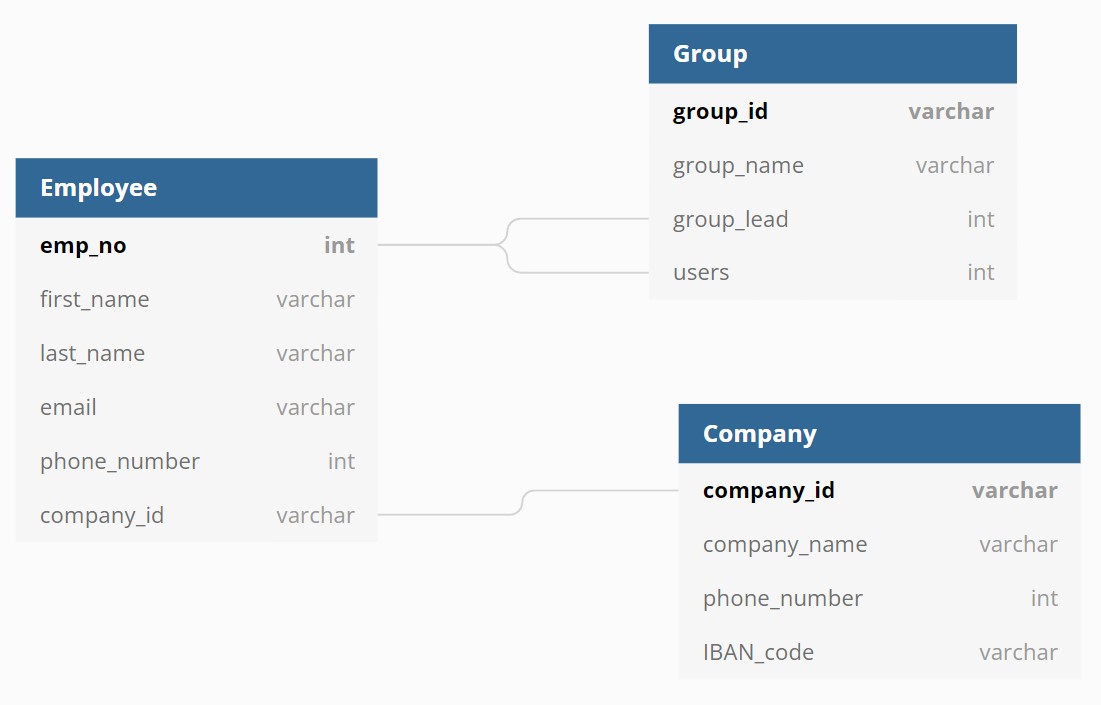 Group
group_id varchar
group_name varchar
group_lead int
users int
Employee
emp_no int
first_name varchar
last_name varchar
email varchar
phone_number int
company_id varchar
Company
company_id varchar
company_name varchar
phone_number int
IBAN_code varchar